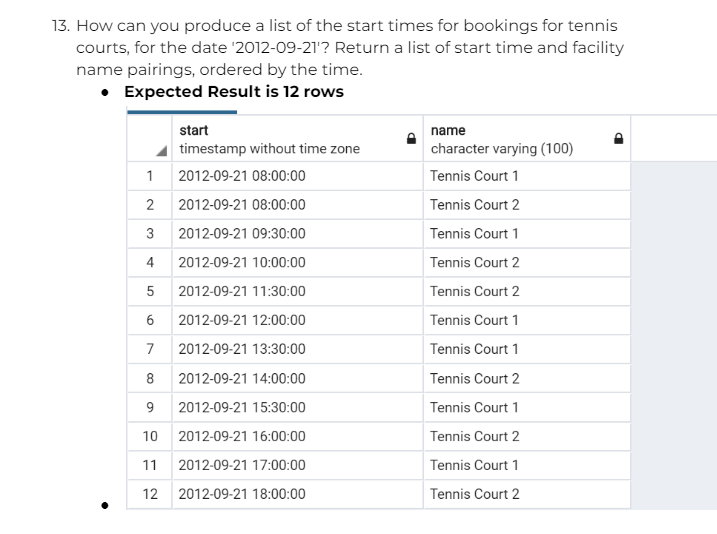 13. How can you produce a list of the start times for bookings for tennis
courts, for the date '2012-09-21'? Return a list of start time and facility
name pairings, ordered by the time.
• Expected Result is 12 rows
start name
timestamp without time zone character varying (100)
1 2012-09-21 08:00:00 Tennis Court 1
2 2012-09-21 08:00:00 Tennis Court 2
3 2012-09-21 09:30:00 Tennis Court 1
4 2012-09-21 10:00:00 Tennis Court 2
5 2012-09-21 11:30:00 Tennis Court 2
6 2012-09-21 12:00:00 Tennis Court 1
7 2012-09-21 13:30:00 Tennis Court 1
8 2012-09-21 14:00:00 Tennis Court 2
9 2012-09-21 15:30:00 Tennis Court 1
10 2012-09-21 16:00:00 Tennis Court 2
11 2012-09-21 17:00:00 Tennis Court 1
12 2012-09-21 18:00:00 Tennis Court 2